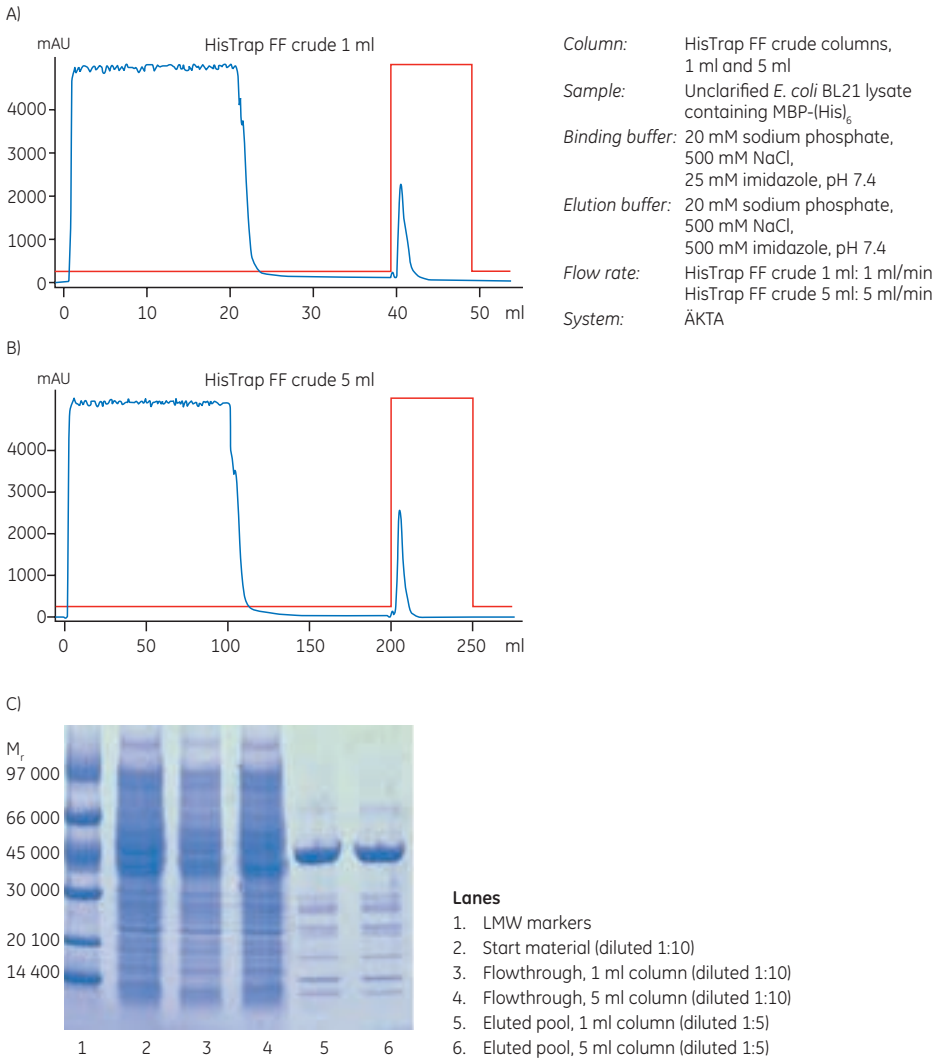 A)
mAU
HisTrap FF crude 1 ml
4000
3000
2000
1000
0
0 10 20 30 40 50 ml
Column: HisTrap FF crude columns,
1 ml and 5 ml
Sample: Unclarified E. coli BL21 lysate
containing MBP-(His)6
Binding buffer: 20 mM sodium phosphate,
500 mM NaCl,
25 mM imidazole, pH 7.4
Elution buffer: 20 mM sodium phosphate,
500 mM NaCl,
500 mM imidazole, pH 7.4
Flow rate: HisTrap FF crude 1 ml: 1 ml/min
HisTrap FF crude 5 ml: 5 ml/min
System: ÄKTA
B)
mAU
HisTrap FF crude 5 ml
4000
3000
2000
1000
0
0 50 100 150 200 250 ml
C)
Mr
97 000
66 000
45 000
30 000
20 100
14 400
1 2 3 4 5 6
Lanes
1. LMW markers
2. Start material (diluted 1:10)
3. Flowthrough, 1 ml column (diluted 1:10)
4. Flowthrough, 5 ml column (diluted 1:10)
5. Eluted pool, 1 ml column (diluted 1:5)
6. Eluted pool, 5 ml column (diluted 1:5)